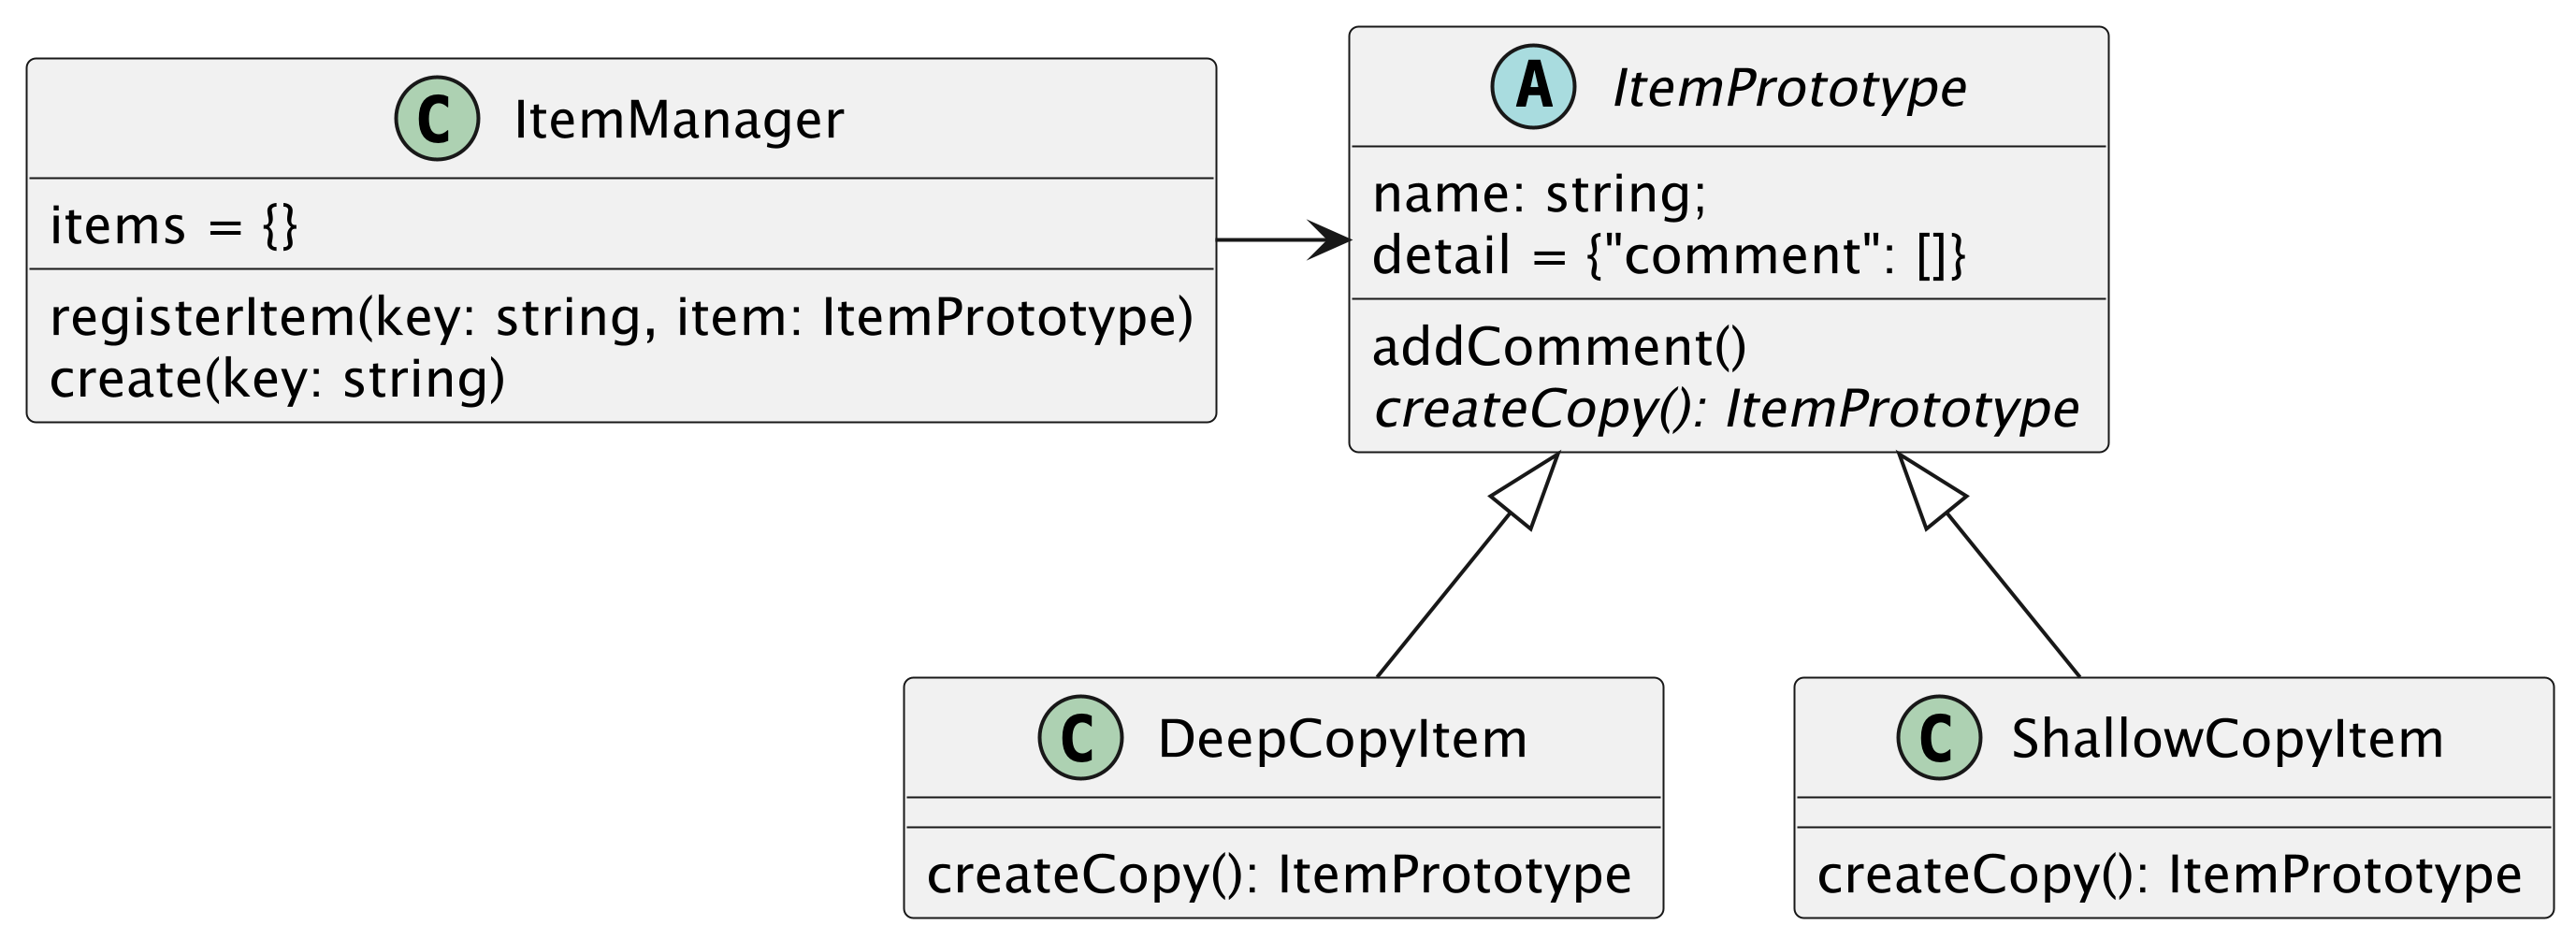 C ItemManager
items = {}
registerItem(key: string, item: ItemPrototype)
create(key: string)
A ItemPrototype
name: string;
detail = {"comment": []}
addComment()
createCopy(): ItemPrototype
C DeepCopyItem
createCopy(): ItemPrototype
C ShallowCopyItem
createCopy(): ItemPrototype